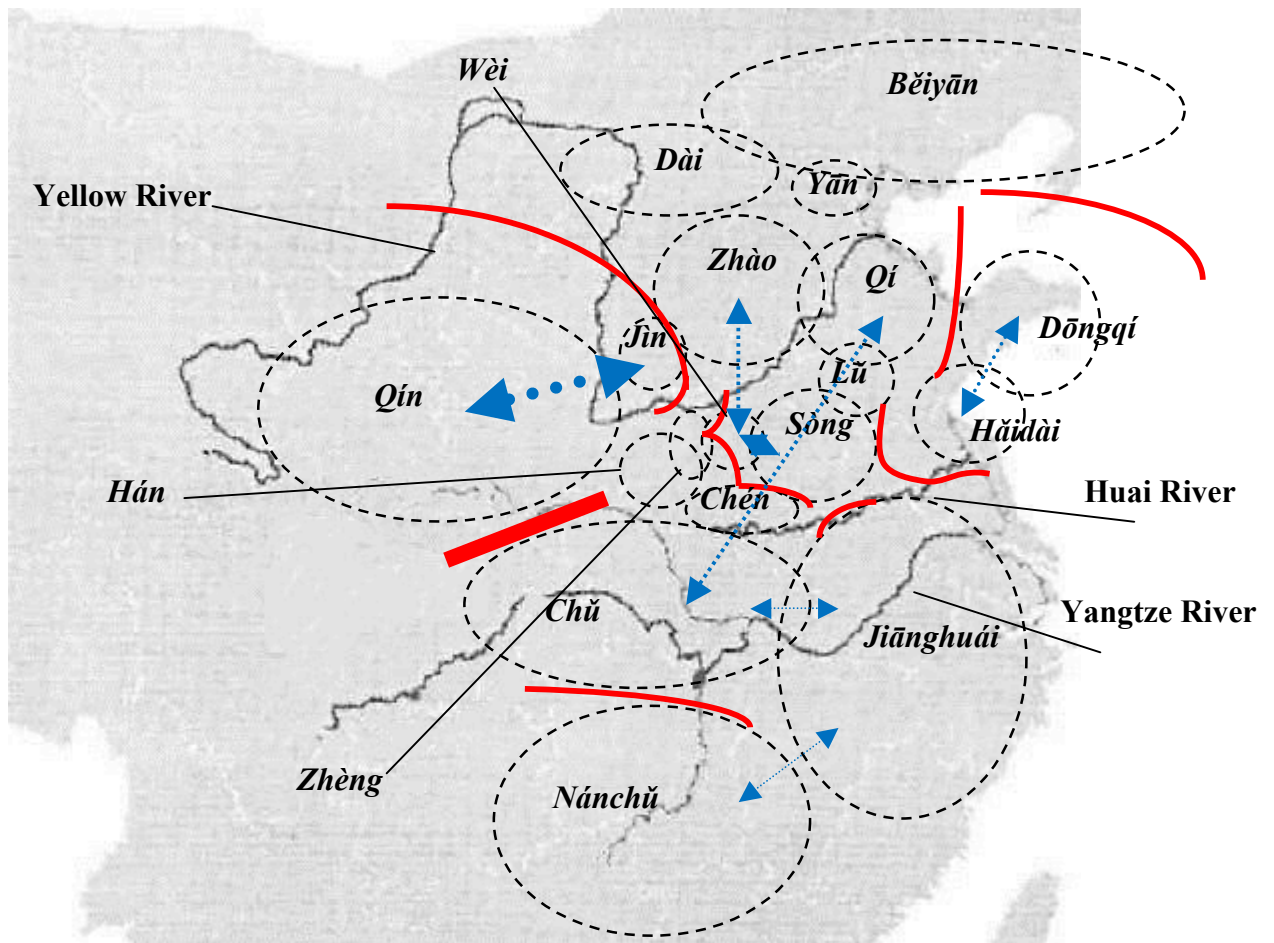 Wèi
Běiyān
Dài
Yān
Yellow River
Zhào
Qí
Dōngqí
Jìn
Lǔ
Qín
Sòng
Hǎidài
Hán
Chén
Huai River
Chǔ
Yangtze River
Jiānghuái
Zhèng
Nánchǔ